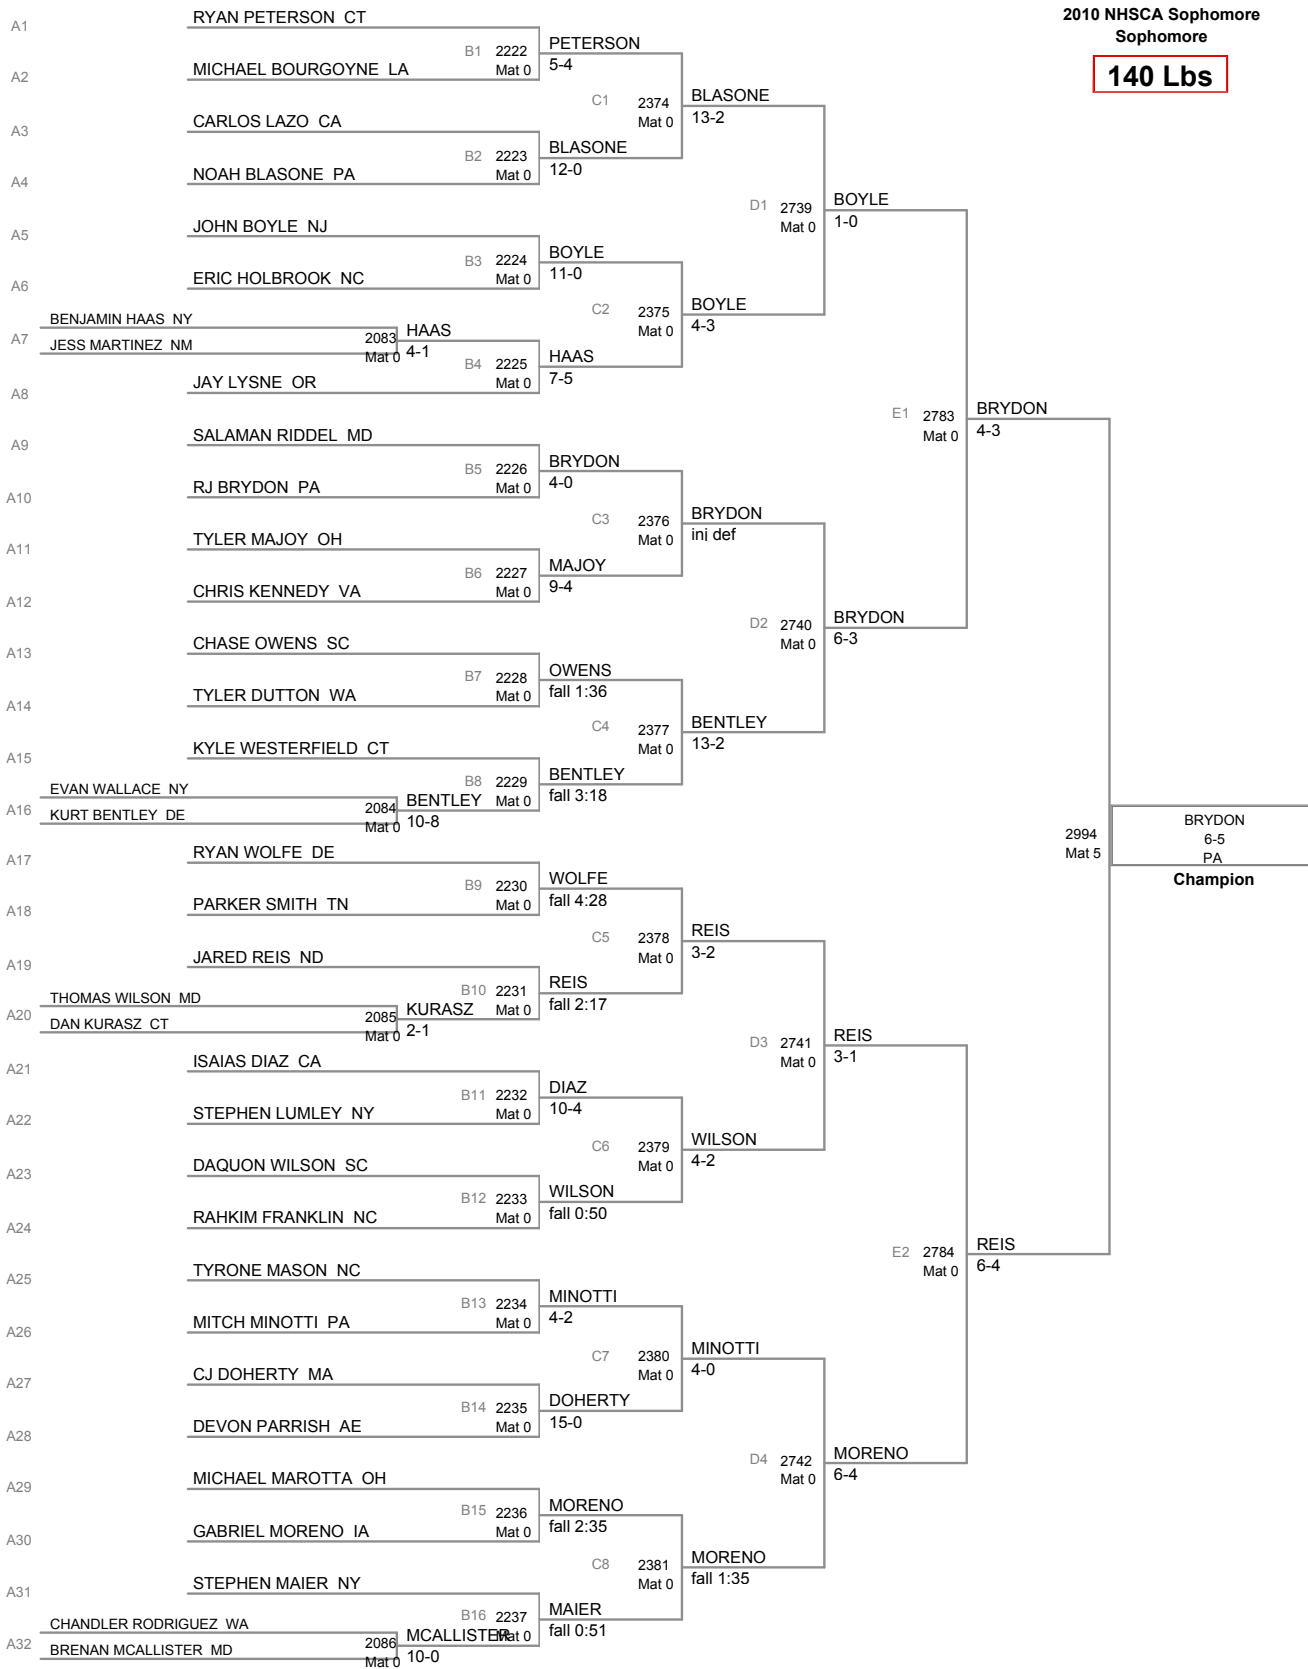 2010 NHSCA Sophomore
Sophomore
140 Lbs
A1
RYAN PETERSON CT
B1 2222
Mat 0
PETERSON
5-4
A2
MICHAEL BOURGOYNE LA
C1 2374
Mat 0
BLASONE
13-2
A3
CARLOS LAZO CA
B2 2223
Mat 0
BLASONE
12-0
A4
NOAH BLASONE PA
D1 2739
Mat 0
BOYLE
1-0
A5
JOHN BOYLE NJ
B3 2224
Mat 0
BOYLE
11-0
A6
ERIC HOLBROOK NC
C2 2375
Mat 0
BOYLE
4-3
BENJAMIN HAAS NY
A7
JESS MARTINEZ NM
2083
Mat 0
HAAS
4-1
B4 2225
Mat 0
HAAS
7-5
A8
JAY LYSNE OR
E1 2783
Mat 0
BRYDON
4-3
A9
SALAMAN RIDDEL MD
B5 2226
Mat 0
BRYDON
4-0
A10
RJ BRYDON PA
C3 2376
Mat 0
BRYDON
inj def
A11
TYLER MAJOY OH
B6 2227
Mat 0
MAJOY
9-4
A12
CHRIS KENNEDY VA
D2 2740
Mat 0
BRYDON
6-3
A13
CHASE OWENS SC
B7 2228
Mat 0
OWENS
fall 1:36
A14
TYLER DUTTON WA
C4 2377
Mat 0
BENTLEY
13-2
A15
KYLE WESTERFIELD CT
B8 2229
Mat 0
BENTLEY
fall 3:18
EVAN WALLACE NY
A16
KURT BENTLEY DE
2084
Mat 0
BENTLEY
10-8
2994
Mat 5
BRYDON
6-5
PA
Champion
A17
RYAN WOLFE DE
B9 2230
Mat 0
WOLFE
fall 4:28
A18
PARKER SMITH TN
C5 2378
Mat 0
REIS
3-2
A19
JARED REIS ND
B10 2231
Mat 0
REIS
fall 2:17
THOMAS WILSON MD
A20
DAN KURASZ CT
2085
Mat 0
KURASZ
2-1
D3 2741
Mat 0
REIS
3-1
A21
ISAIAS DIAZ CA
B11 2232
Mat 0
DIAZ
10-4
A22
STEPHEN LUMLEY NY
C6 2379
Mat 0
WILSON
4-2
A23
DAQUON WILSON SC
B12 2233
Mat 0
WILSON
fall 0:50
A24
RAHKIM FRANKLIN NC
E2 2784
Mat 0
REIS
6-4
A25
TYRONE MASON NC
B13 2234
Mat 0
MINOTTI
4-2
A26
MITCH MINOTTI PA
C7 2380
Mat 0
MINOTTI
4-0
A27
CJ DOHERTY MA
B14 2235
Mat 0
DOHERTY
15-0
A28
DEVON PARRISH AE
D4 2742
Mat 0
MORENO
6-4
A29
MICHAEL MAROTTA OH
B15 2236
Mat 0
MORENO
fall 2:35
A30
GABRIEL MORENO IA
C8 2381
Mat 0
MORENO
fall 1:35
A31
STEPHEN MAIER NY
B16 2237
Mat 0
MAIER
fall 0:51
CHANDLER RODRIGUEZ WA
A32
BRENAN MCALLISTER MD
2086
Mat 0
MCALLISTER
10-0